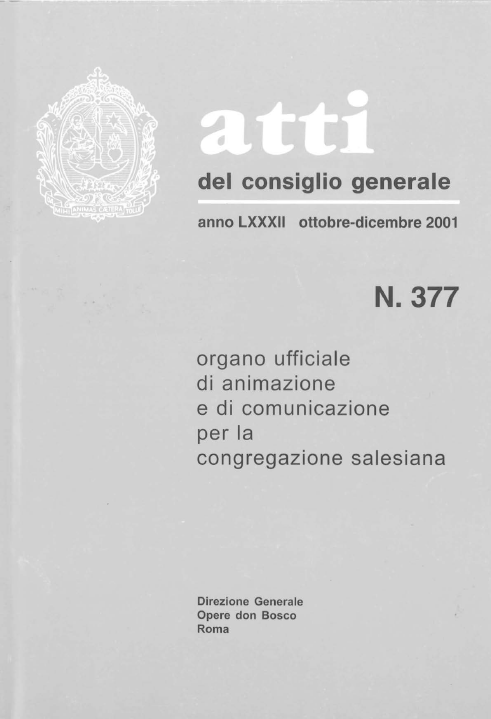 atti
del consiglio generale
anno LXXXII ottobre-dicembre 2001
N. 377
organo ufficiale
di animazione
e di comunicazione
per la
congregazione salesiana
Direzione Generale
Opere don Bosco
Roma